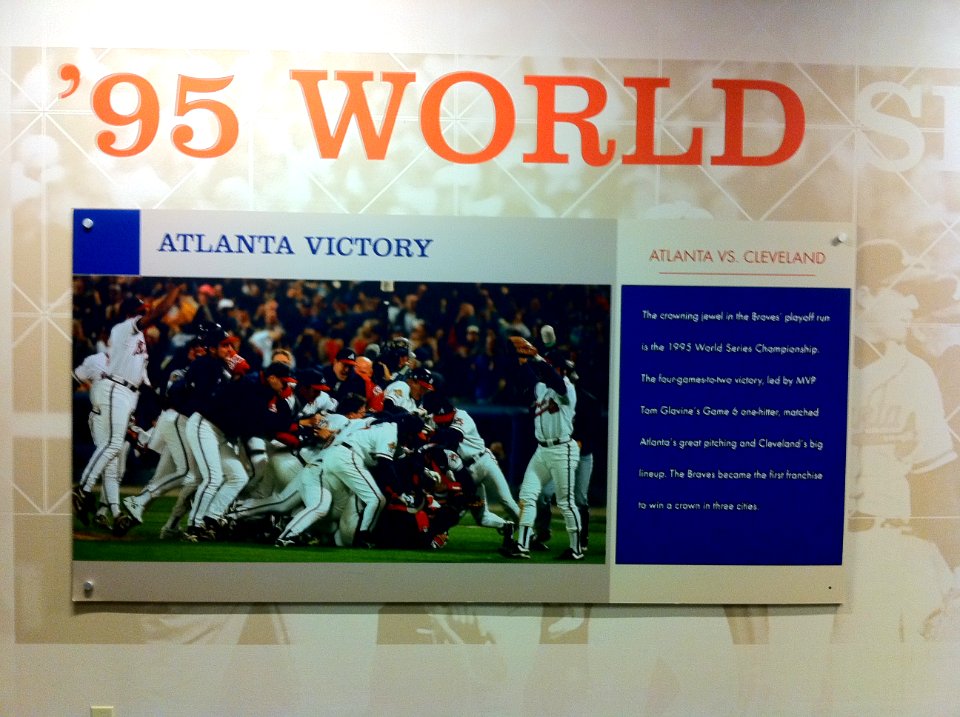 ’95 WORLD SE
ATLANTA VICTORY
ATLANTA VS. CLEVELAND
The crowning jewel in the Braves’ playoff run
is the 1995 World Series Championship.
The four-games-to-two victory, led by MVP
Tom Glavine’s Game 6 one-hitter, matched
Atlanta’s great pitching and Cleveland’s big
lineup. The Braves became the first franchise
to win a crown in three cities.